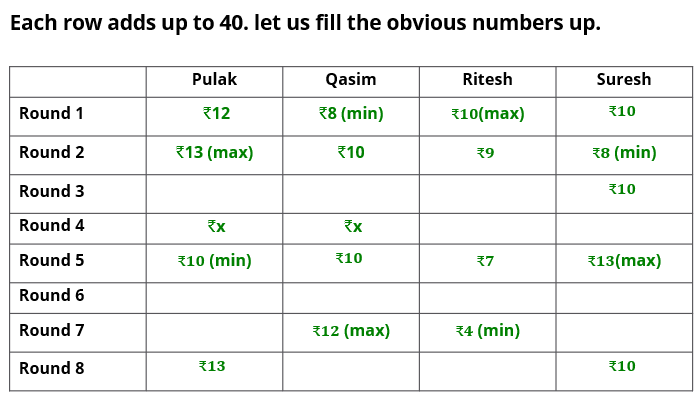 Each row adds up to 40. let us fill the obvious numbers up.
Pulak Qasim Ritesh Suresh
Round 1 ₹12 ₹8 (min) ₹10(max) ₹10
Round 2 ₹13 (max) ₹10 ₹9 ₹8 (min)
Round 3 ₹10
Round 4 ₹x ₹x
Round 5 ₹10 (min) ₹10 ₹7 ₹13(max)
Round 6
Round 7 ₹12 (max) ₹4 (min)
Round 8 ₹13 ₹10